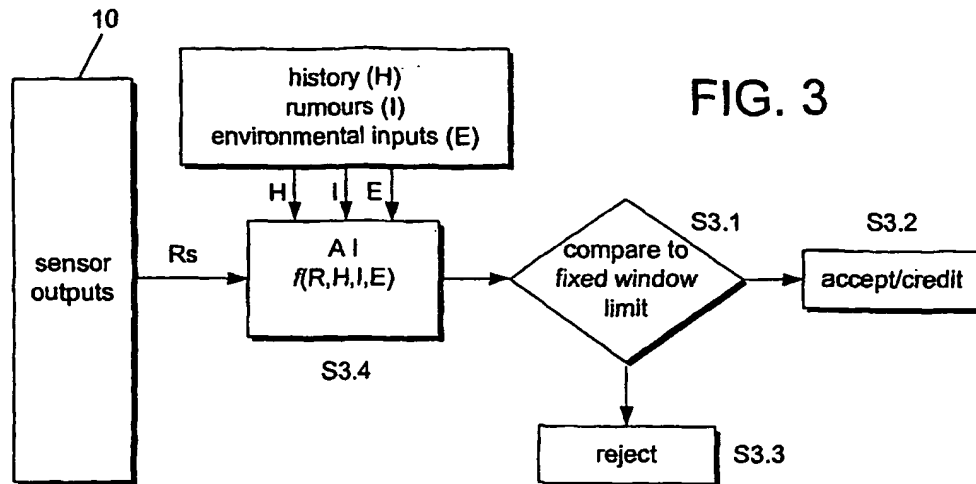 10
history (H)
rumours (I)
environmental inputs (E)
FIG. 3
H
I
E
sensor
outputs
Rs
A I
f(R,H,I,E)
S3.4
compare to
fixed window
limit
S3.1
S3.2
accept/credit
reject
S3.3